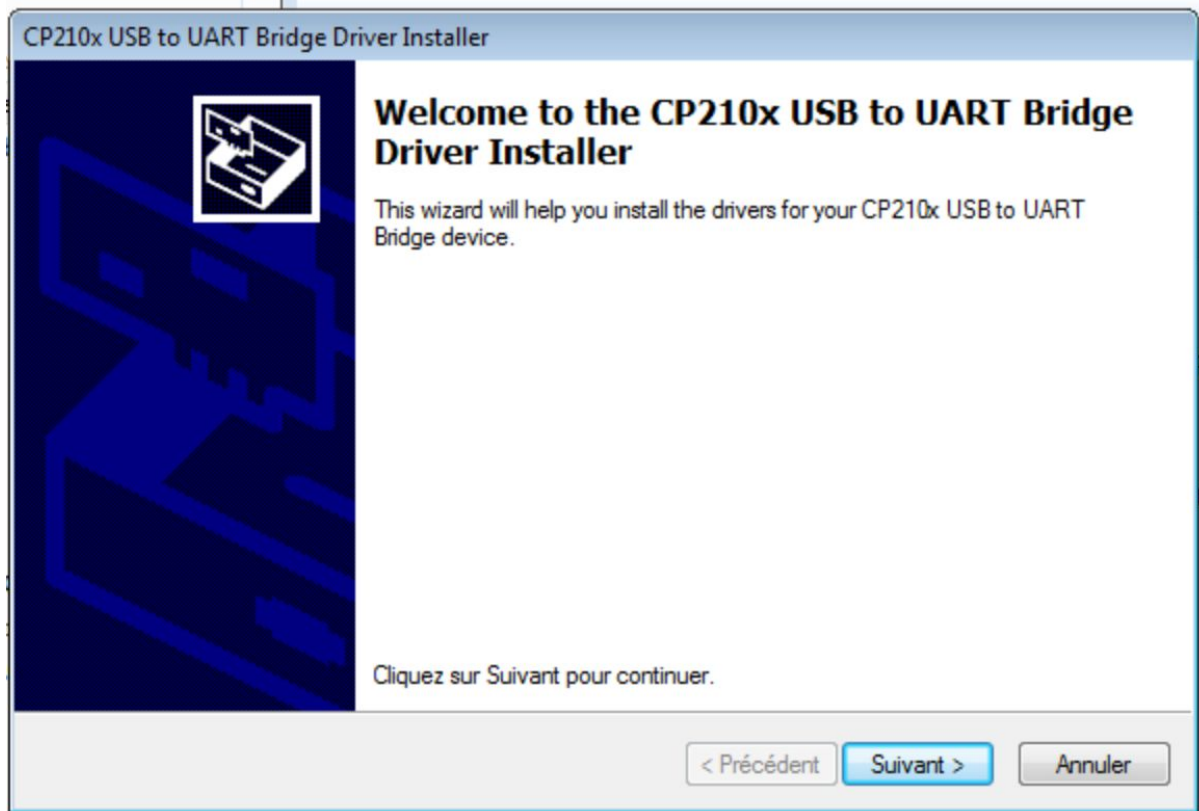 CP210x USB to UART Bridge Driver Installer
Welcome to the CP210x USB to UART Bridge
Driver Installer
This wizard will help you install the drivers for your CP210x USB to UART
Bridge device.
Cliquez sur Suivant pour continuer.
< Précédent
Suivant >
Annuler